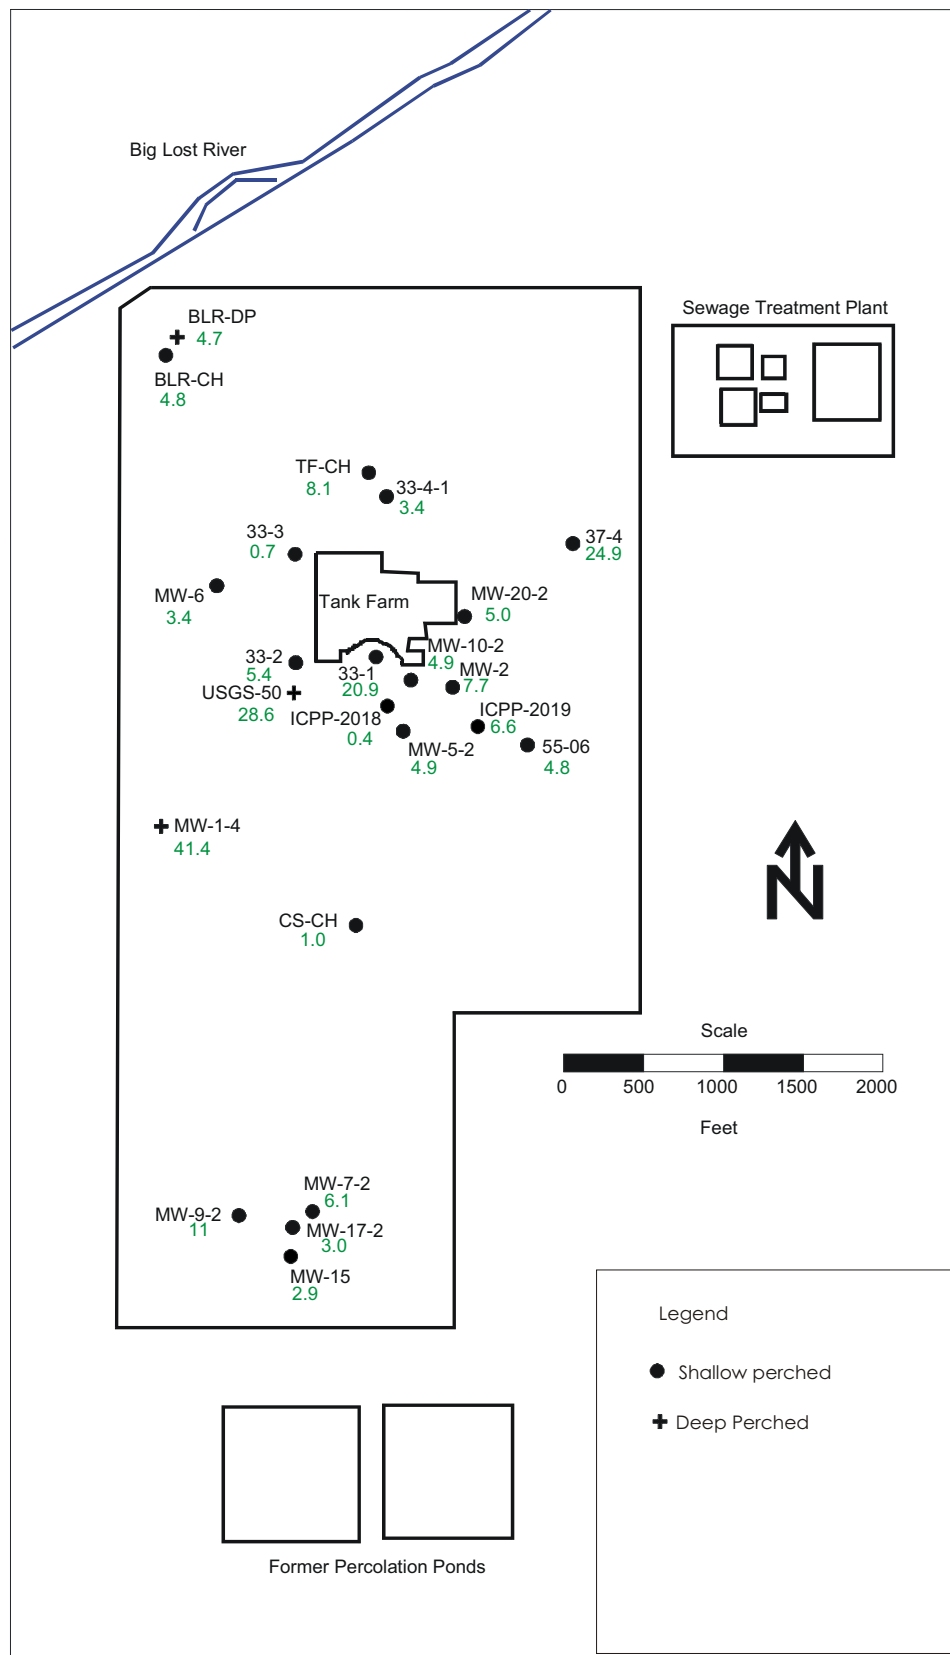 Big Lost River
BLR-DP
4.7
BLR-CH
4.8
Sewage Treatment Plant
TF-CH
8.1
33-4-1
3.4
33-3
0.7
37-4
24.9
MW-6
3.4
Tank Farm
MW-20-2
5.0
MW-10-2
4.9
33-2
5.4
33-1
20.9
MW-2
7.7
USGS-50
28.6
ICPP-2018
0.4
ICPP-2019
6.6
MW-5-2
4.9
55-06
4.8
MW-1-4
41.4
N
CS-CH
1.0
Scale
0 500 1000 1500 2000
Feet
MW-7-2
6.1
MW-9-2
11
MW-17-2
3.0
MW-15
2.9
Legend
Shallow perched
Deep Perched
Former Percolation Ponds